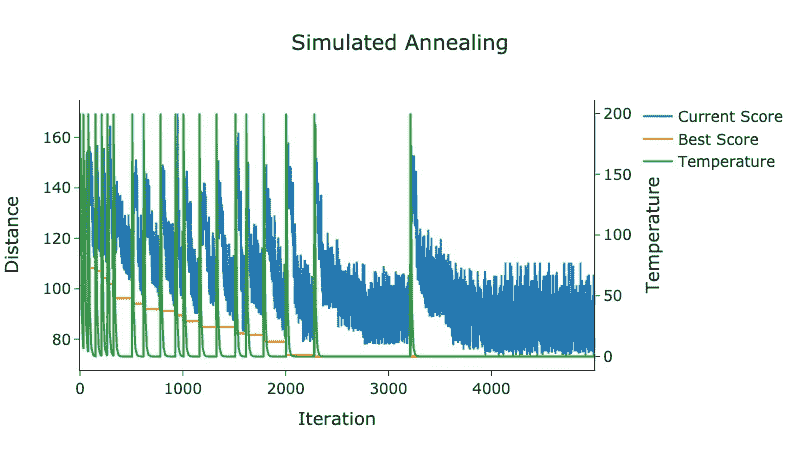 Simulated Annealing
160
140
120
100
80
Distance
0
1000
2000
3000
4000
Iteration
200
150
100
50
0
Temperature
Current Score
Best Score
Temperature